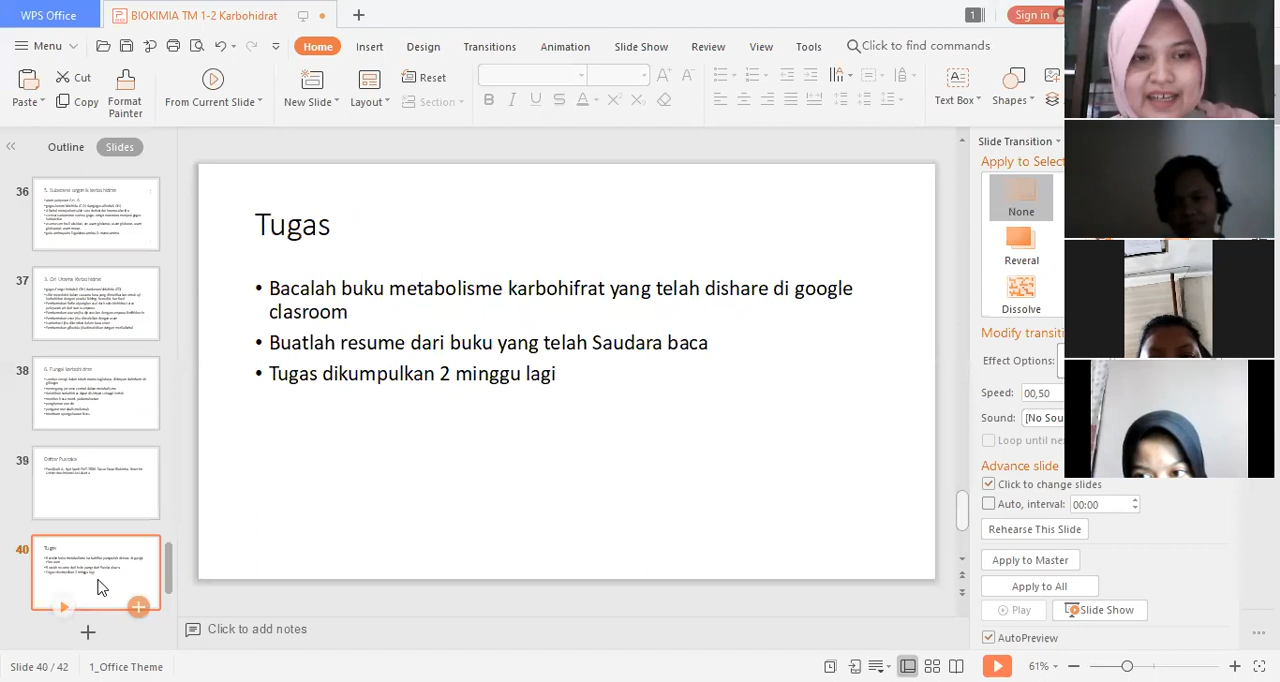 WPS Office
BIOKIMIA TM 1-2 Karbohidrat
1
Sign in
Menu
Home
Insert
Design
Transitions
Animation
Slide Show
Review
View
Tools
Click to find commands
Paste
Cut
Copy
Format
Painter
From Current Slide
New Slide
Layout
Reset
Section
Text Box
Shapes
Outline
Slides
36
37
38
39
40
Tugas
• Bacalah buku metabolisme karbohifrat yang telah dishare di google
clasroom
• Buatlah resume dari buku yang telah Saudara baca
• Tugas dikumpulkan 2 minggu lagi
Click to add notes
Slide Transition
Apply to Selec
None
Reveral
Dissolve
Modify transiti
Effect Options:
Speed:
00,50
Sound:
[No Sou
Loop until ne
Advance slide
Click to change slides
Auto, interval:
00:00
Rehearse This Slide
Apply to Master
Apply to All
Play
Slide Show
AutoPreview
Slide 40 / 42
1_Office Theme
61%